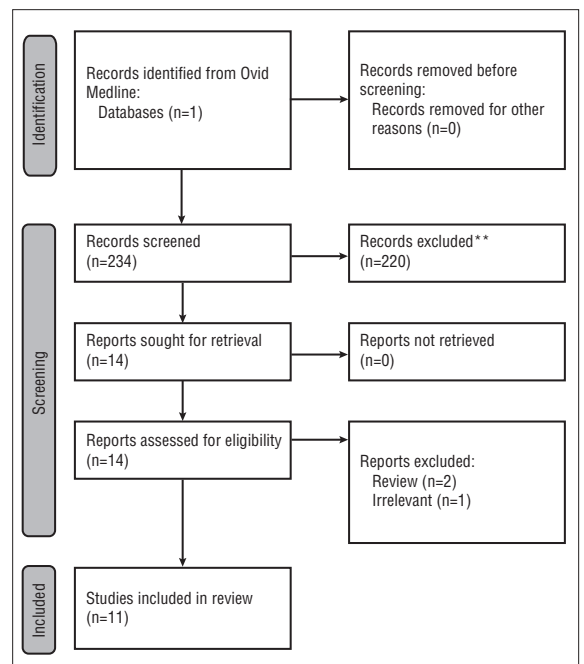 Identification
Records identified from Ovid
Medline:
Databases (n=1)
Records removed before
screening:
Records removed for other
reasons (n=0)
Screening
Records screened
(n=234)
Records excluded**
(n=220)
Reports sought for retrieval
(n=14)
Reports not retrieved
(n=0)
Reports assessed for eligibility
(n=14)
Reports excluded:
Review (n=2)
Irrelevant (n=1)
Included
Studies included in review
(n=11)